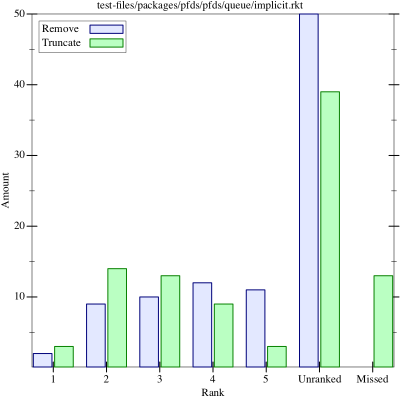 test-files/packages/pfds/pfds/queue/implicit.rkt
50
Remove
Truncate
40
30
Amount
20
10
1 2 3 4 5 Unranked Missed
Rank